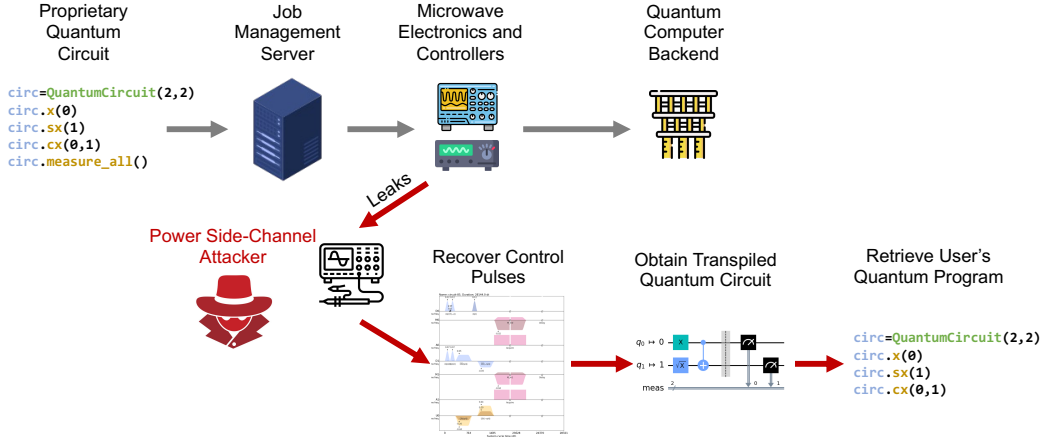 Proprietary
Quantum
Circuit
Job
Management
Server
Microwave
Electronics and
Controllers
Quantum
Computer
Backend
circ=QuantumCircuit(2,2)
circ.x(0)
circ.sx(1)
circ.cx(0,1)
circ.measure_all()
Leaks
Power Side-Channel
Attacker
Recover Control
Pulses
Obtain Transpiled
Quantum Circuit
Retrieve User's
Quantum Program
q0 ↦ 0
X
q1 ↦ 1
√X
meas
2
0
1
circ=QuantumCircuit(2,2)
circ.x(0)
circ.sx(1)
circ.cx(0,1)